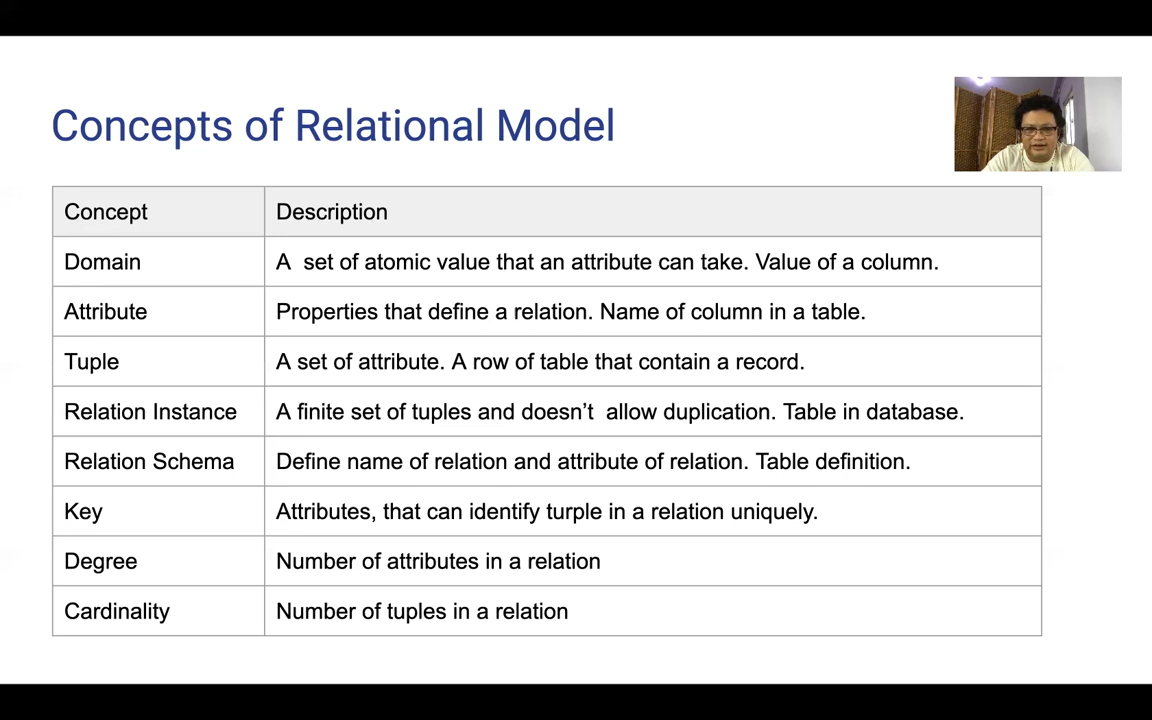 Concepts of Relational Model
Concept Description
Domain A set of atomic value that an attribute can take. Value of a column.
Attribute Properties that define a relation. Name of column in a table.
Tuple A set of attribute. A row of table that contain a record.
Relation Instance A finite set of tuples and doesn’t allow duplication. Table in database.
Relation Schema Define name of relation and attribute of relation. Table definition.
Key Attributes, that can identify turple in a relation uniquely.
Degree Number of attributes in a relation
Cardinality Number of tuples in a relation